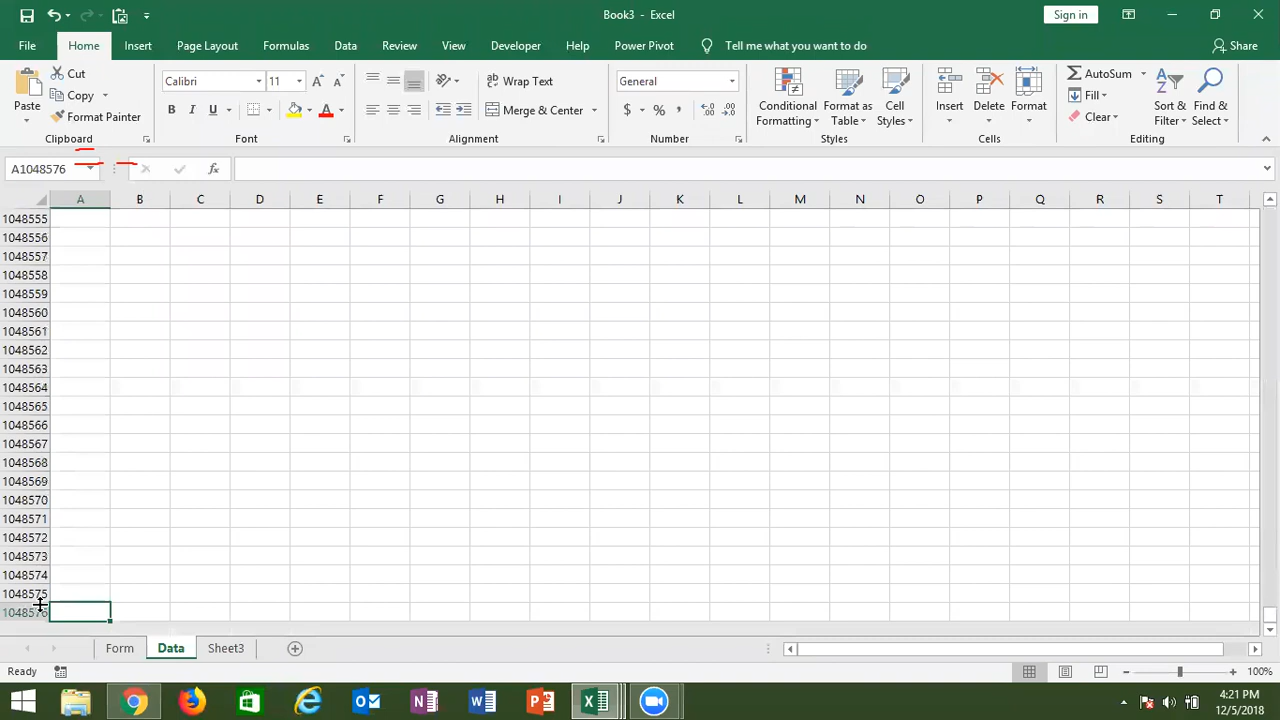 Book3 - Excel
Sign in
File Home Insert Page Layout Formulas Data Review View Developer Help Power Pivot Tell me what you want to do Share
Paste Cut Copy Format Painter
Calibri 11 B I U A A A
Wrap Text
Merge & Center
General
$ % ,
Conditional Formatting
Format as Table
Cell Styles
Insert Delete Format
AutoSum
Fill
Clear
Sort & Filter
Find & Select
Clipboard Font Alignment Number Styles Cells Editing
A1048576 fx
A B C D E F G H I J K L M N O P Q R S T
1048555
1048556
1048557
1048558
1048559
1048560
1048561
1048562
1048563
1048564
1048565
1048566
1048567
1048568
1048569
1048570
1048571
1048572
1048573
1048574
1048575
1048576
Form Data Sheet3
Ready 100%
4:21 PM
12/5/2018